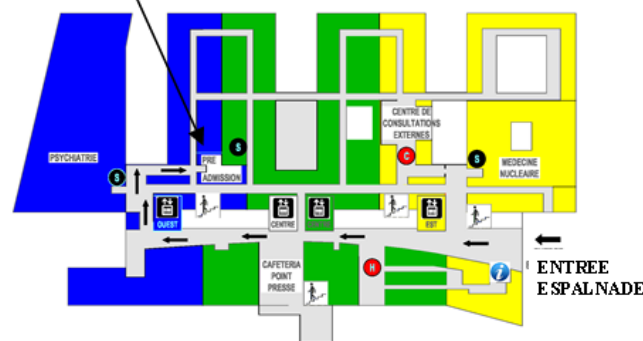 CENTRE DE
CONSULTATIONS
EXTERNES
S
C
S
PSYCHIATRIE
S
PRE
ADMISSION
MEDECINE
NUCLEAIRE
OUEST
CENTRE
EST
CAFETERIA
POINT
PRESSE
H
i
ENTREE
ESPALNADE